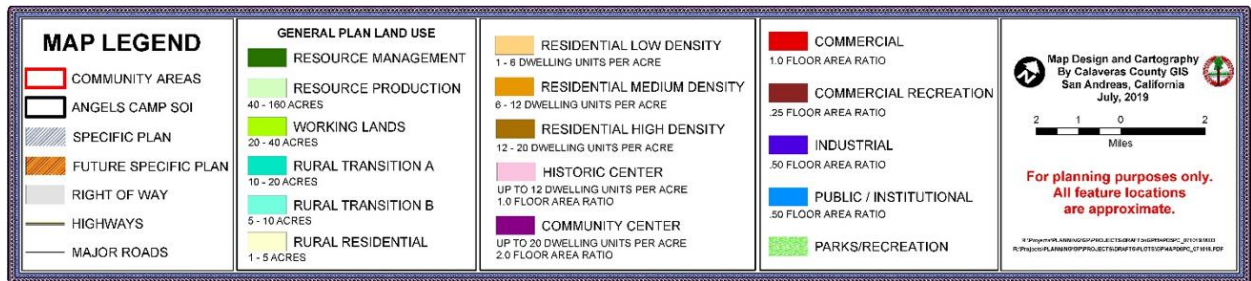 MAP LEGEND
COMMUNITY AREAS
ANGELS CAMP SOI
SPECIFIC PLAN
FUTURE SPECIFIC PLAN
RIGHT OF WAY
HIGHWAYS
MAJOR ROADS
GENERAL PLAN LAND USE
RESOURCE MANAGEMENT
RESOURCE PRODUCTION
40 - 160 ACRES
WORKING LANDS
20 - 40 ACRES
RURAL TRANSITION A
10 - 20 ACRES
RURAL TRANSITION B
5 - 10 ACRES
RURAL RESIDENTIAL
1 - 5 ACRES
RESIDENTIAL LOW DENSITY
1 - 6 DWELLING UNITS PER ACRE
RESIDENTIAL MEDIUM DENSITY
6 - 12 DWELLING UNITS PER ACRE
RESIDENTIAL HIGH DENSITY
12 - 20 DWELLING UNITS PER ACRE
HISTORIC CENTER
UP TO 12 DWELLING UNITS PER ACRE
1.0 FLOOR AREA RATIO
COMMUNITY CENTER
UP TO 20 DWELLING UNITS PER ACRE
2.0 FLOOR AREA RATIO
COMMERCIAL
1.0 FLOOR AREA RATIO
COMMERCIAL RECREATION
.25 FLOOR AREA RATIO
INDUSTRIAL
.50 FLOOR AREA RATIO
PUBLIC / INSTITUTIONAL
.50 FLOOR AREA RATIO
PARKS/RECREATION
Map Design and Cartography
By Calaveras County GIS
San Andreas, California
July, 2019
2 1 0 2
Miles
For planning purposes only.
All feature locations
are approximate.